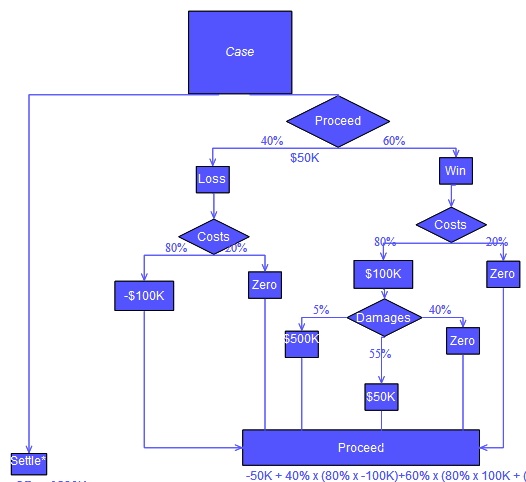 Case
Proceed
40%
60%
$50K
Loss
Win
Costs
Costs
80%
20%
80%
20%
-$100K
Zero
$100K
Zero
5%
Damages
40%
$500K
Zero
55%
$50K
Proceed
Settle*
-50K + 40% x (80% x -100K)+60% x (80% x 100K + (